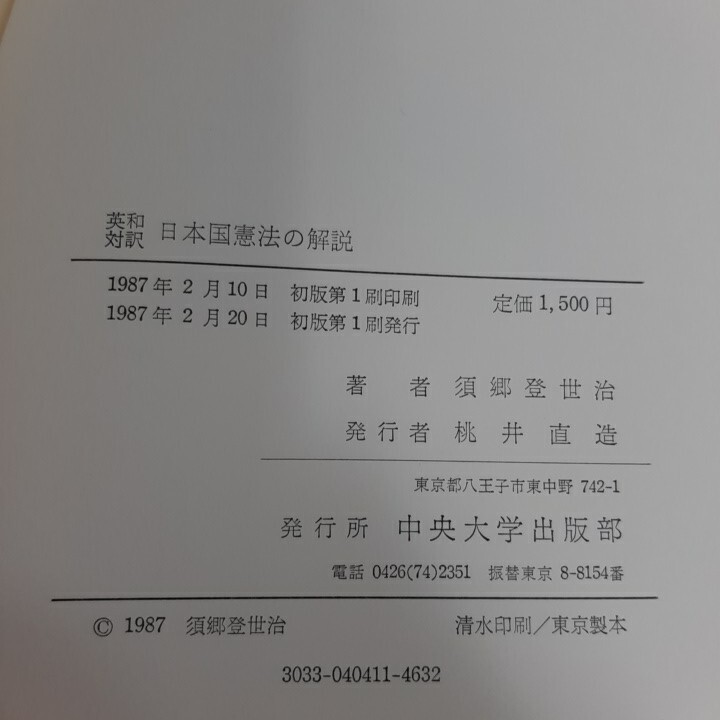 英和対訳 日本国憲法の解説
1987年2月10日 初版第1刷印刷 定価1,500円
1987年2月20日 初版第1刷発行
著者 須郷登世治
発行者 桃井直造
東京都八王子市東中野 742-1
発行所 中央大学出版部
電話 0426(74)2351 振替東京 8-8154番
© 1987 須郷登世治 清水印刷/東京製本
3033-040411-4632